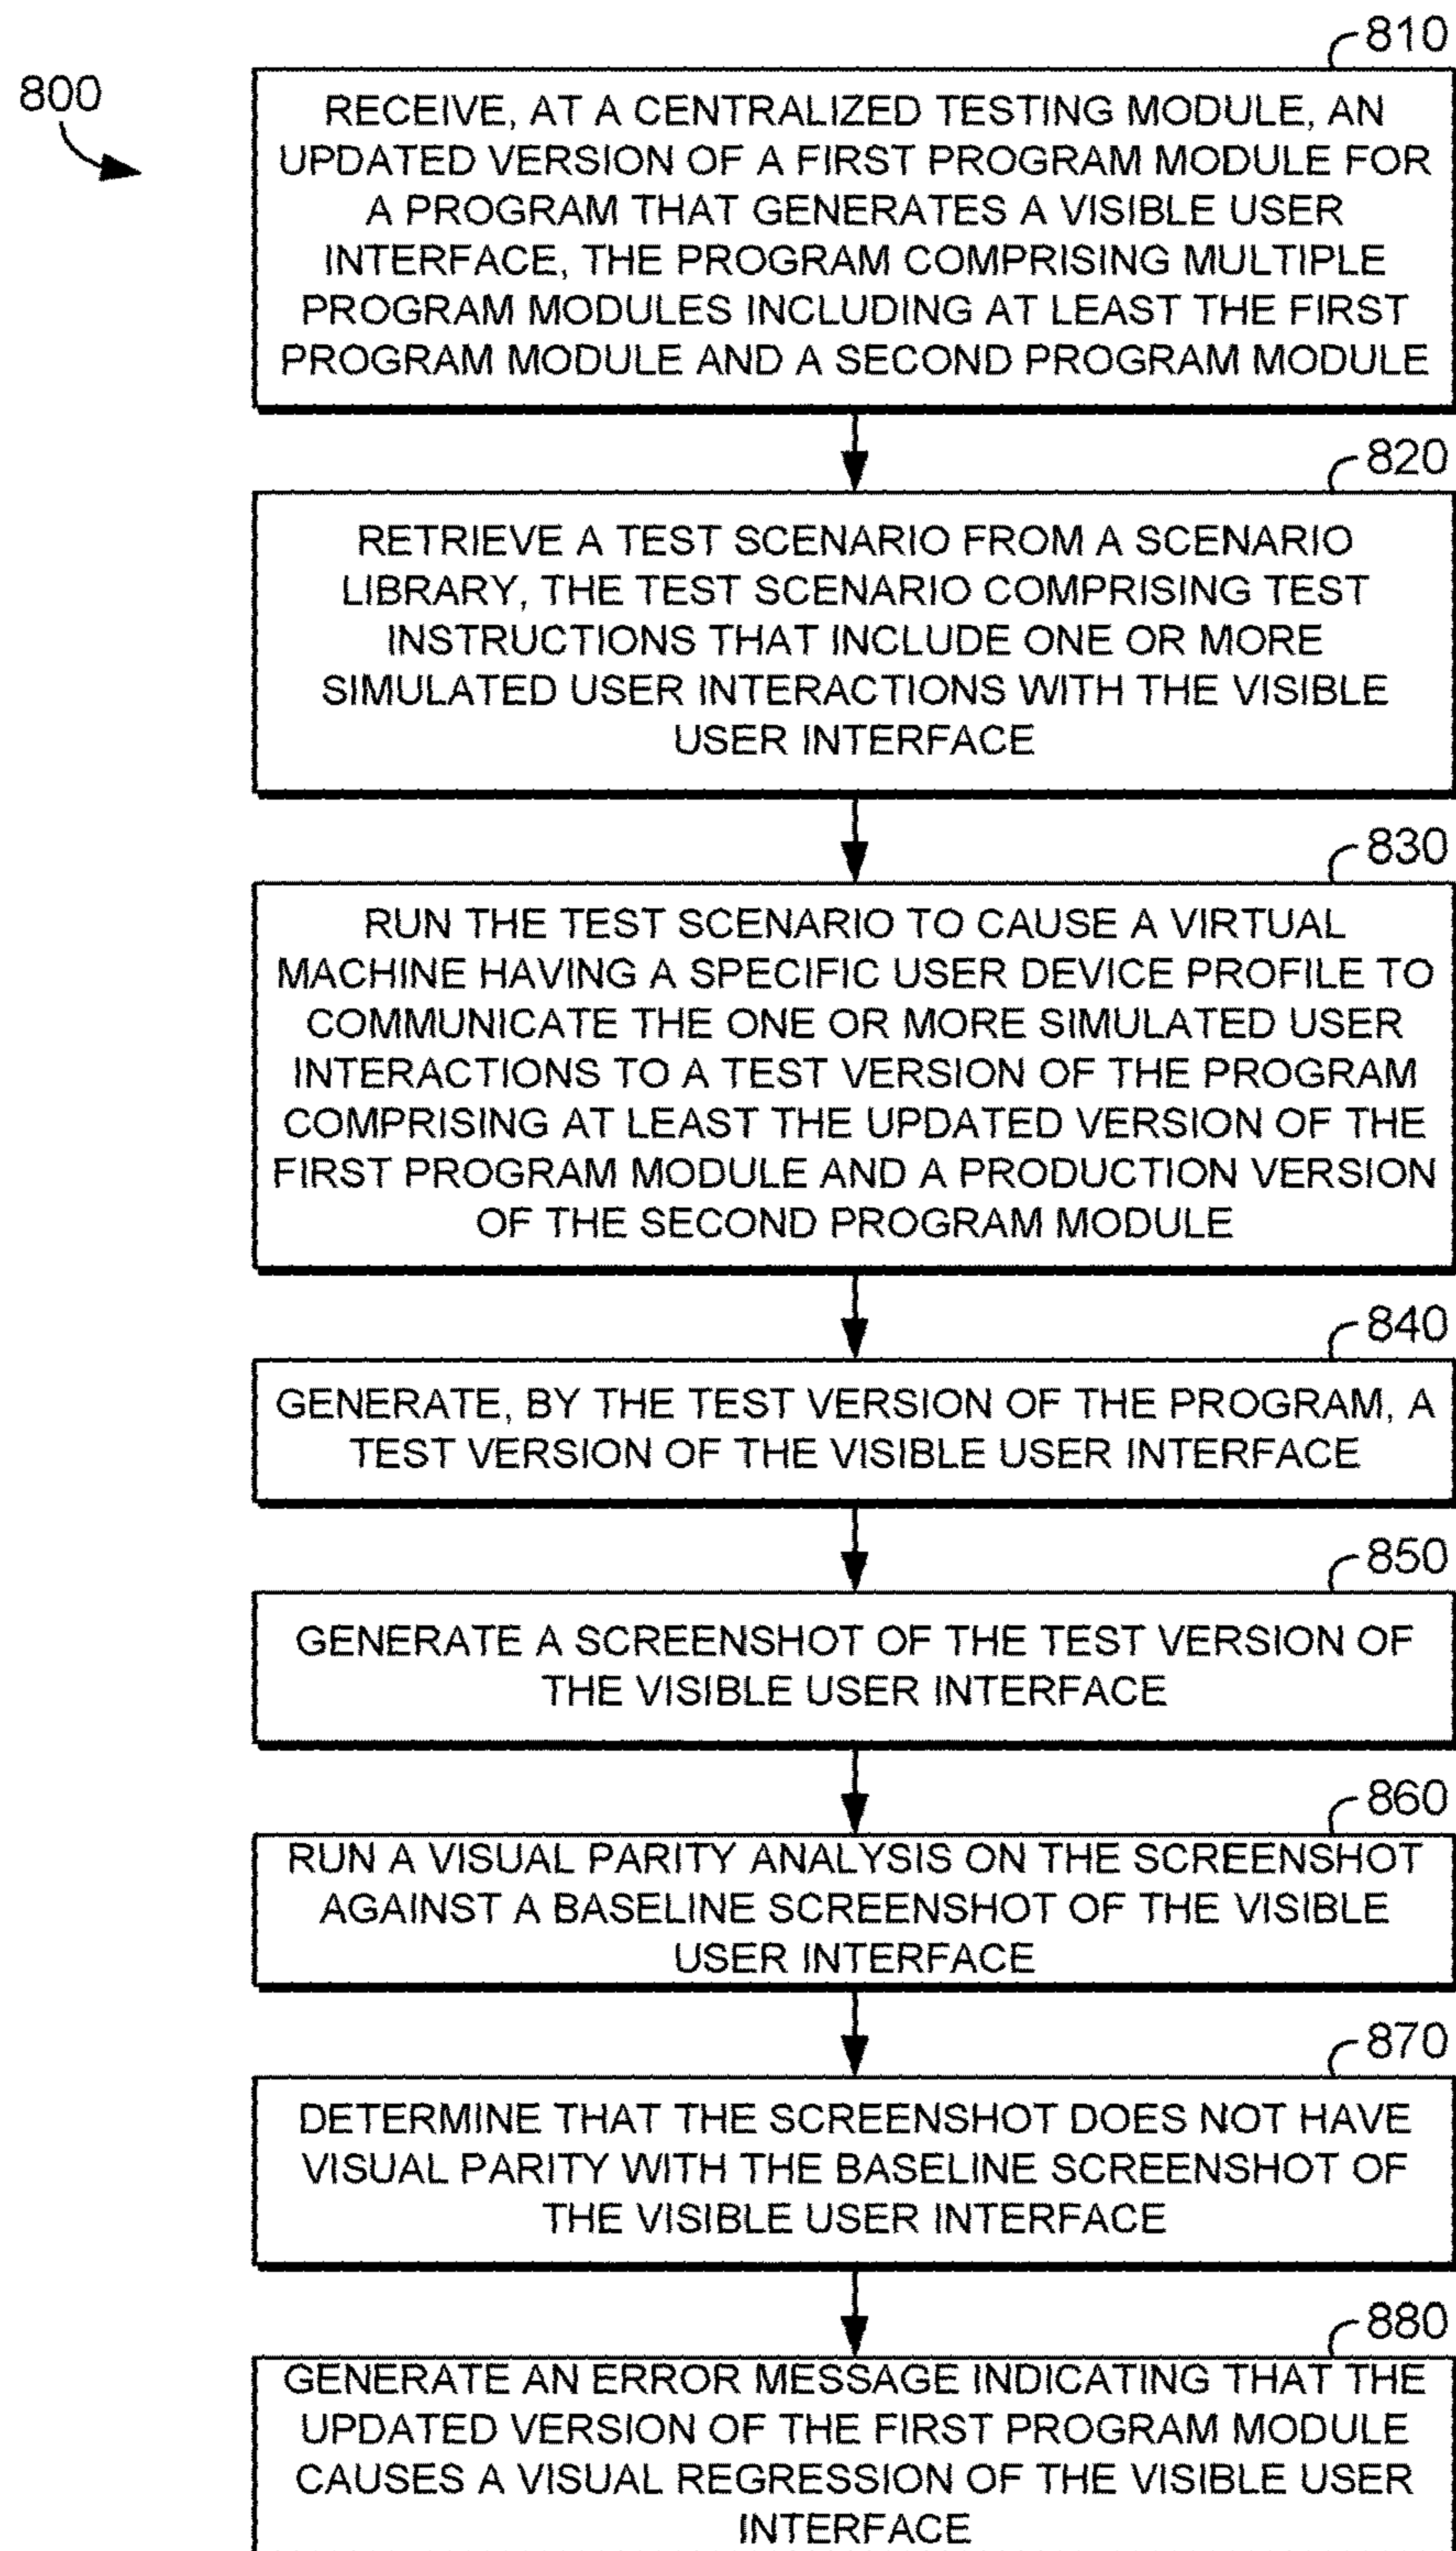 800
810
RECEIVE, AT A CENTRALIZED TESTING MODULE, AN
UPDATED VERSION OF A FIRST PROGRAM MODULE FOR
A PROGRAM THAT GENERATES A VISIBLE USER
INTERFACE, THE PROGRAM COMPRISING MULTIPLE
PROGRAM MODULES INCLUDING AT LEAST THE FIRST
PROGRAM MODULE AND A SECOND PROGRAM MODULE
820
RETRIEVE A TEST SCENARIO FROM A SCENARIO
LIBRARY, THE TEST SCENARIO COMPRISING TEST
INSTRUCTIONS THAT INCLUDE ONE OR MORE
SIMULATED USER INTERACTIONS WITH THE VISIBLE
USER INTERFACE
830
RUN THE TEST SCENARIO TO CAUSE A VIRTUAL
MACHINE HAVING A SPECIFIC USER DEVICE PROFILE TO
COMMUNICATE THE ONE OR MORE SIMULATED USER
INTERACTIONS TO A TEST VERSION OF THE PROGRAM
COMPRISING AT LEAST THE UPDATED VERSION OF THE
FIRST PROGRAM MODULE AND A PRODUCTION VERSION
OF THE SECOND PROGRAM MODULE
840
GENERATE, BY THE TEST VERSION OF THE PROGRAM, A
TEST VERSION OF THE VISIBLE USER INTERFACE
850
GENERATE A SCREENSHOT OF THE TEST VERSION OF
THE VISIBLE USER INTERFACE
860
RUN A VISUAL PARITY ANALYSIS ON THE SCREENSHOT
AGAINST A BASELINE SCREENSHOT OF THE VISIBLE
USER INTERFACE
870
DETERMINE THAT THE SCREENSHOT DOES NOT HAVE
VISUAL PARITY WITH THE BASELINE SCREENSHOT OF
THE VISIBLE USER INTERFACE
880
GENERATE AN ERROR MESSAGE INDICATING THAT THE
UPDATED VERSION OF THE FIRST PROGRAM MODULE
CAUSES A VISUAL REGRESSION OF THE VISIBLE USER
INTERFACE